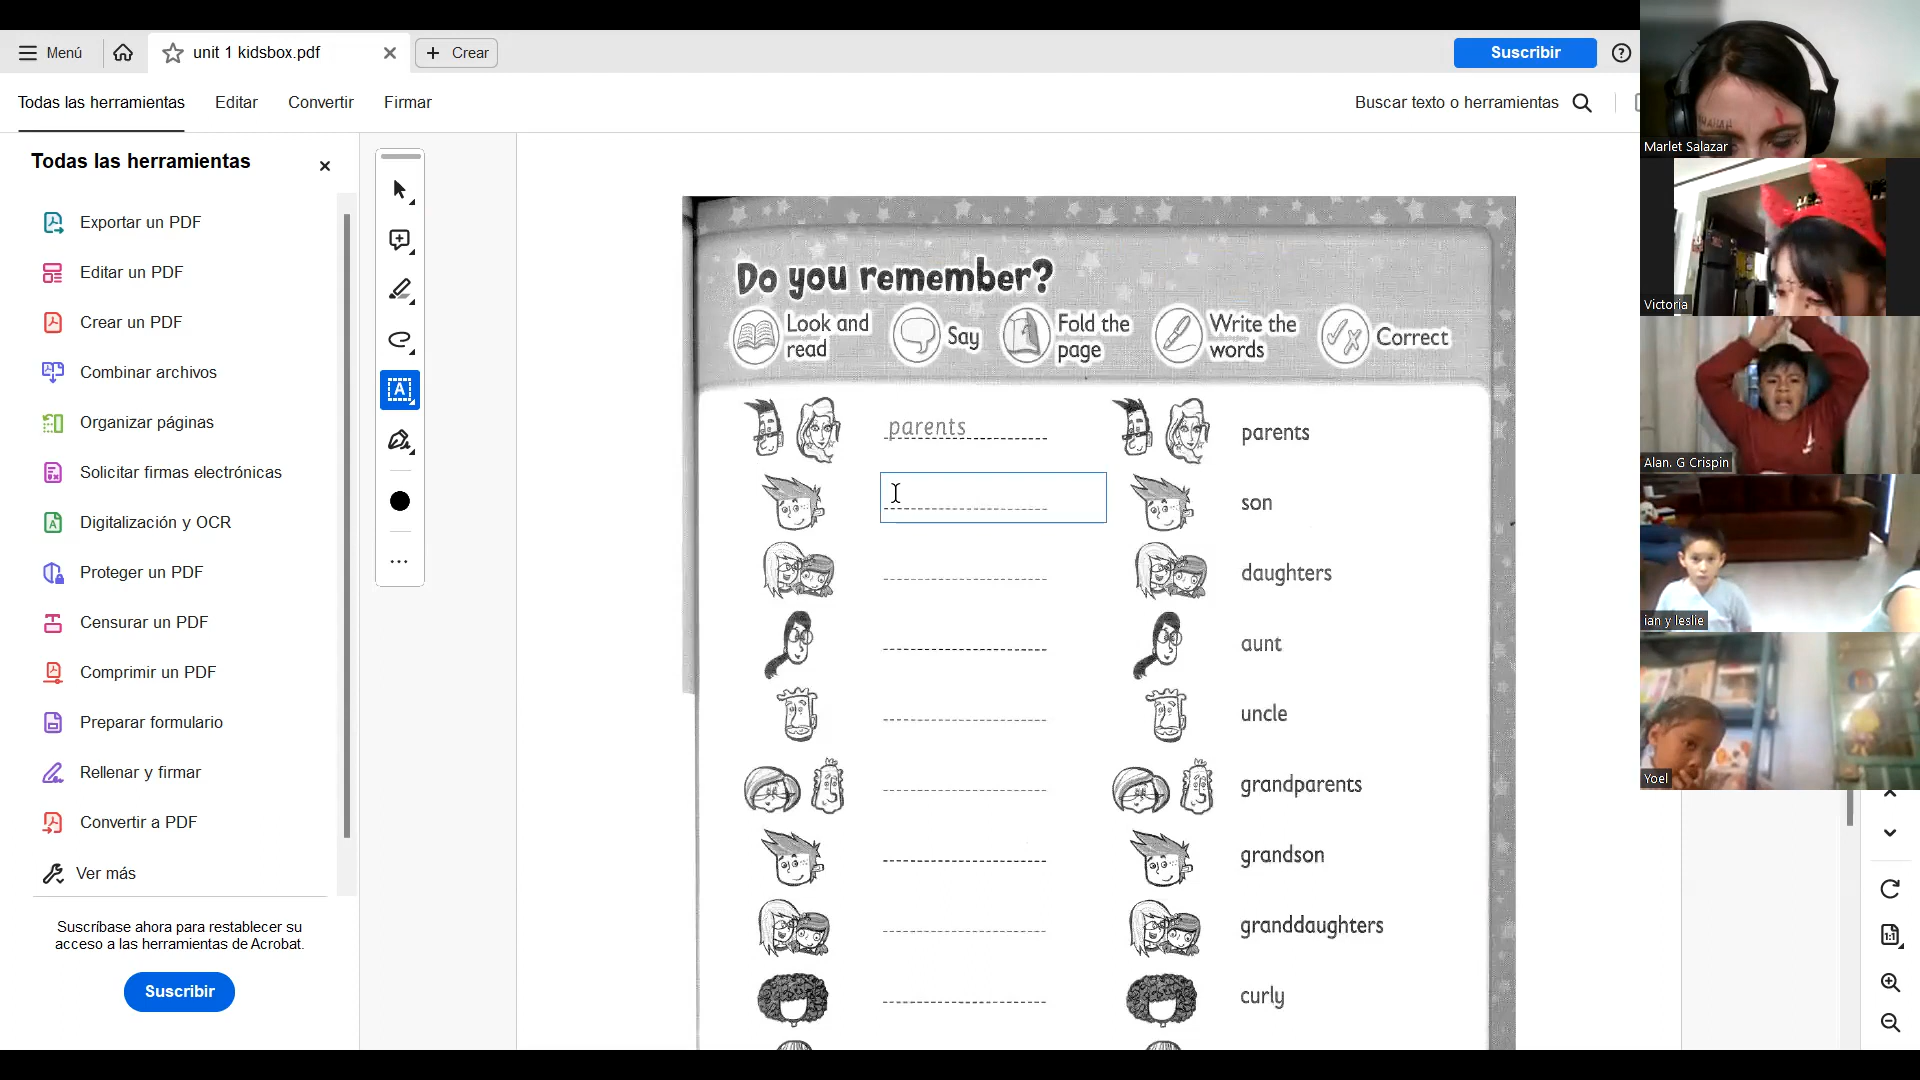 Menú
unit 1 kidsbox.pdf
Crear
Suscribir
Todas las herramientas
Editar
Convertir
Firmar
Buscar texto o herramientas
Todas las herramientas
Exportar un PDF
Editar un PDF
Crear un PDF
Combinar archivos
Organizar páginas
Solicitar firmas electrónicas
Digitalización y OCR
Proteger un PDF
Censurar un PDF
Comprimir un PDF
Preparar formulario
Rellenar y firmar
Convertir a PDF
Ver más
Suscríbase ahora para restablecer su
acceso a las herramientas de Acrobat.
Suscribir
Do you remember?
Look and
read
Say
Fold the
page
Write the
words
Correct
parents
parents
son
daughters
aunt
uncle
grandparents
grandson
granddaughters
curly
Marlet Salazar
Victoria
Alan. G Crispin
ian y leslie
Yoel